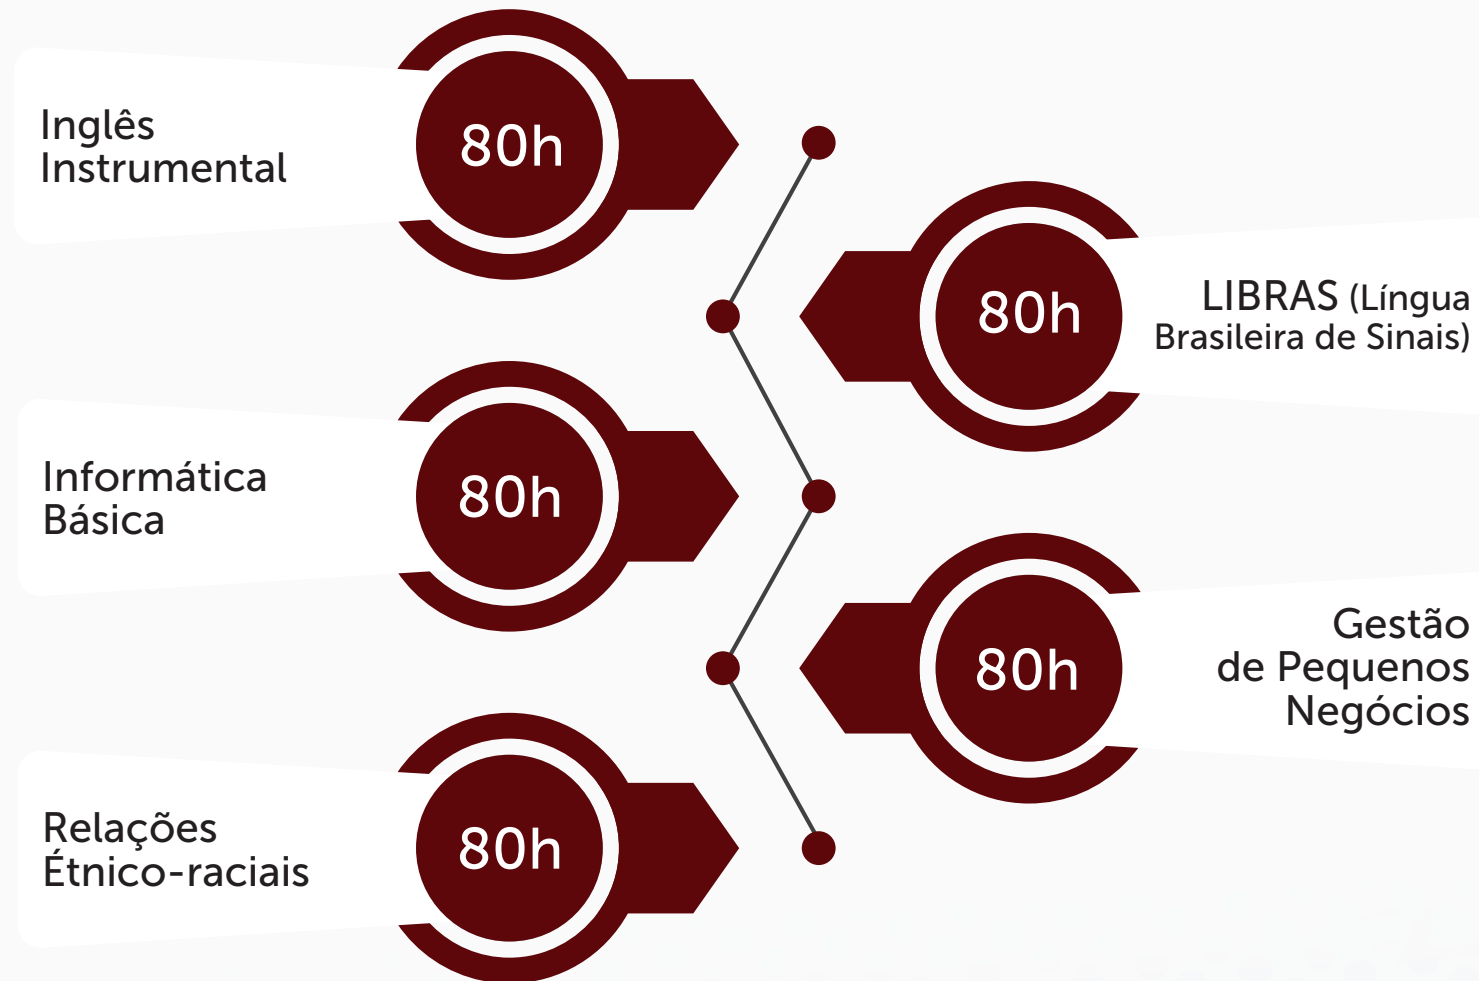 Inglês
Instrumental
80h
80h
LIBRAS (Língua
Brasileira de Sinais)
Informática
Básica
80h
80h
Gestão
de Pequenos
Negócios
Relações
Étnico-raciais
80h